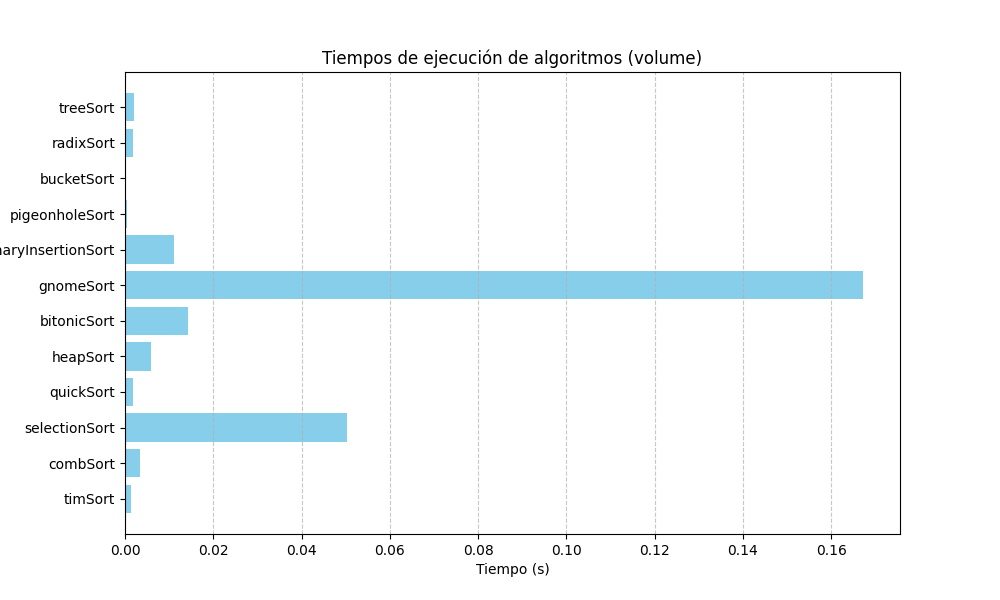 Tiempos de ejecución de algoritmos (volume)
treeSort
radixSort
bucketSort
pigeonholeSort
naryInsertionSort
gnomeSort
bitonicSort
heapSort
quickSort
selectionSort
combSort
timSort
0.00 0.02 0.04 0.06 0.08 0.10 0.12 0.14 0.16
Tiempo (s)